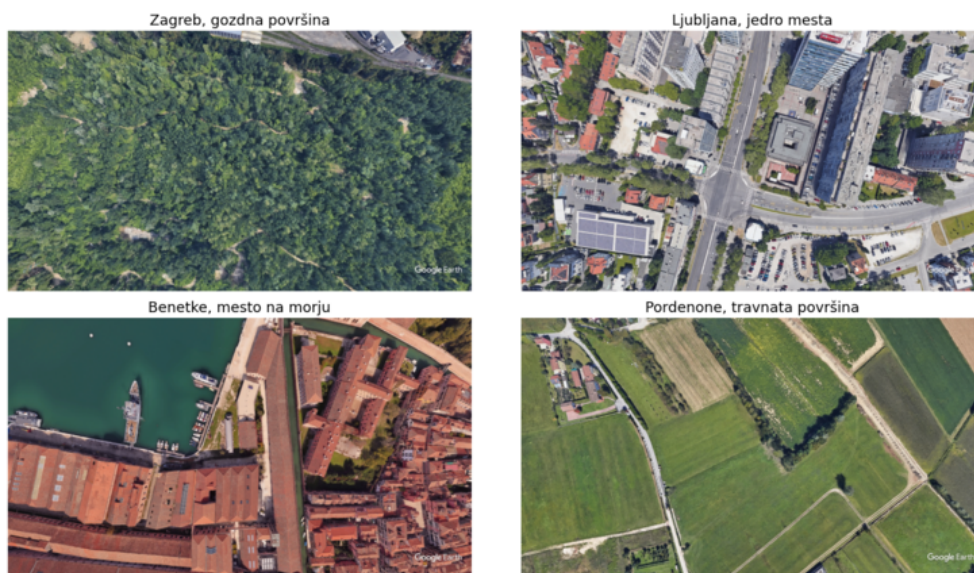 Zagreb, gozdna površina
Ljubljana, jedro mesta
Google Earth
Google Earth
Benetke, mesto na morju
Pordenone, travnata površina
Google Earth
Google Earth